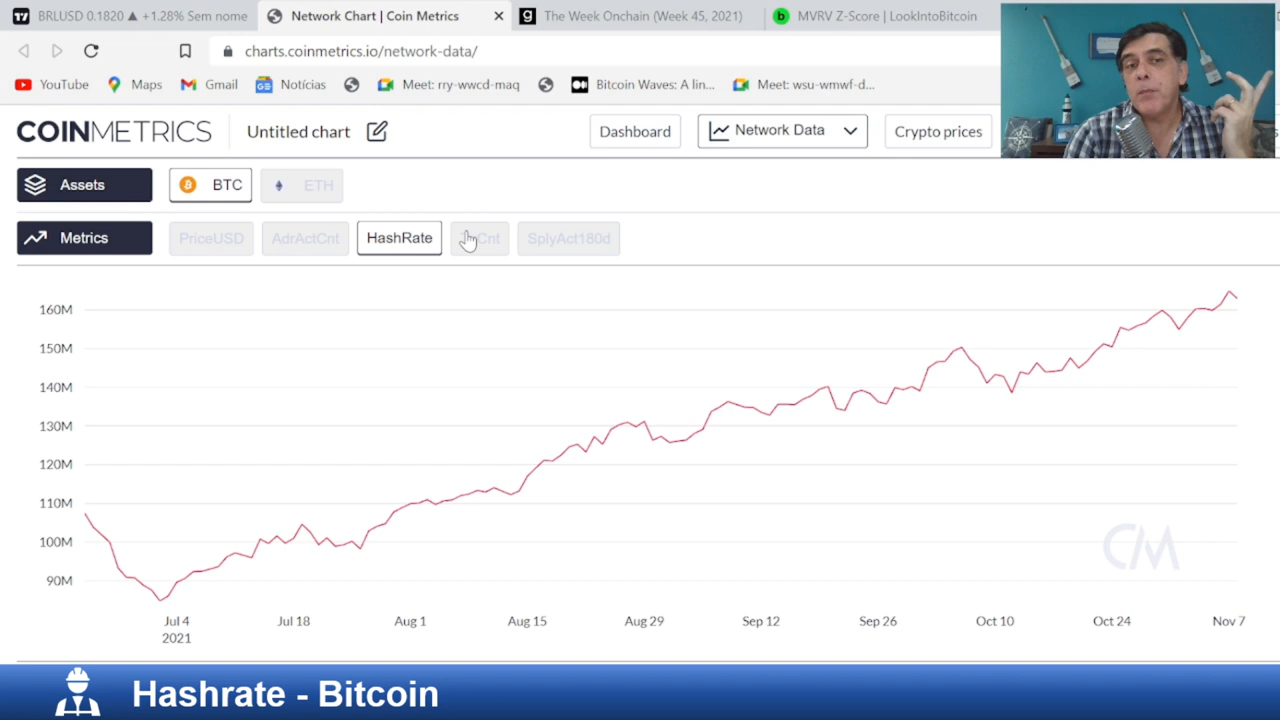 BRLUSD 0.1820 ▲ +1.28% Sem nome
Network Chart | Coin Metrics
The Week Onchain (Week 45, 2021)
MVRV Z-Score | LookIntoBitcoin
charts.coinmetrics.io/network-data/
YouTube
Maps
Gmail
Notícias
Meet: rry-wwcd-maq
Bitcoin Waves: A lin...
Meet: wsu-wmwf-d...
COINMETRICS
Untitled chart
Dashboard
Network Data
Crypto prices
Assets
BTC
ETH
Metrics
PriceUSD
AdrActCnt
HashRate
Cnt
SplyAct180d
160M
150M
140M
130M
120M
110M
100M
90M
CM
Jul 4
2021
Jul 18
Aug 1
Aug 15
Aug 29
Sep 12
Sep 26
Oct 10
Oct 24
Nov 7
Hashrate - Bitcoin